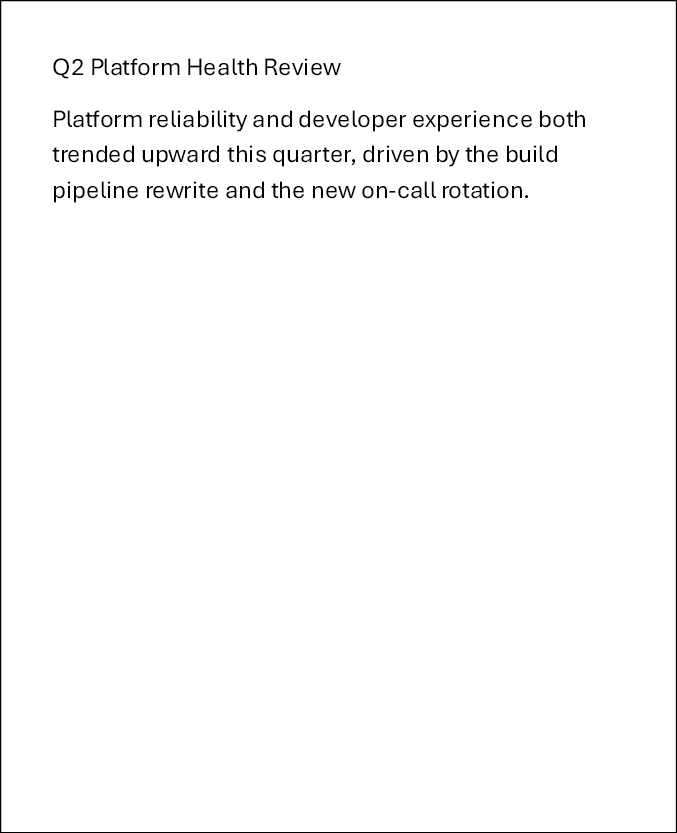 Q2 Platform Health Review
Platform reliability and developer experience both
trended upward this quarter, driven by the build
pipeline rewrite and the new on-call rotation.